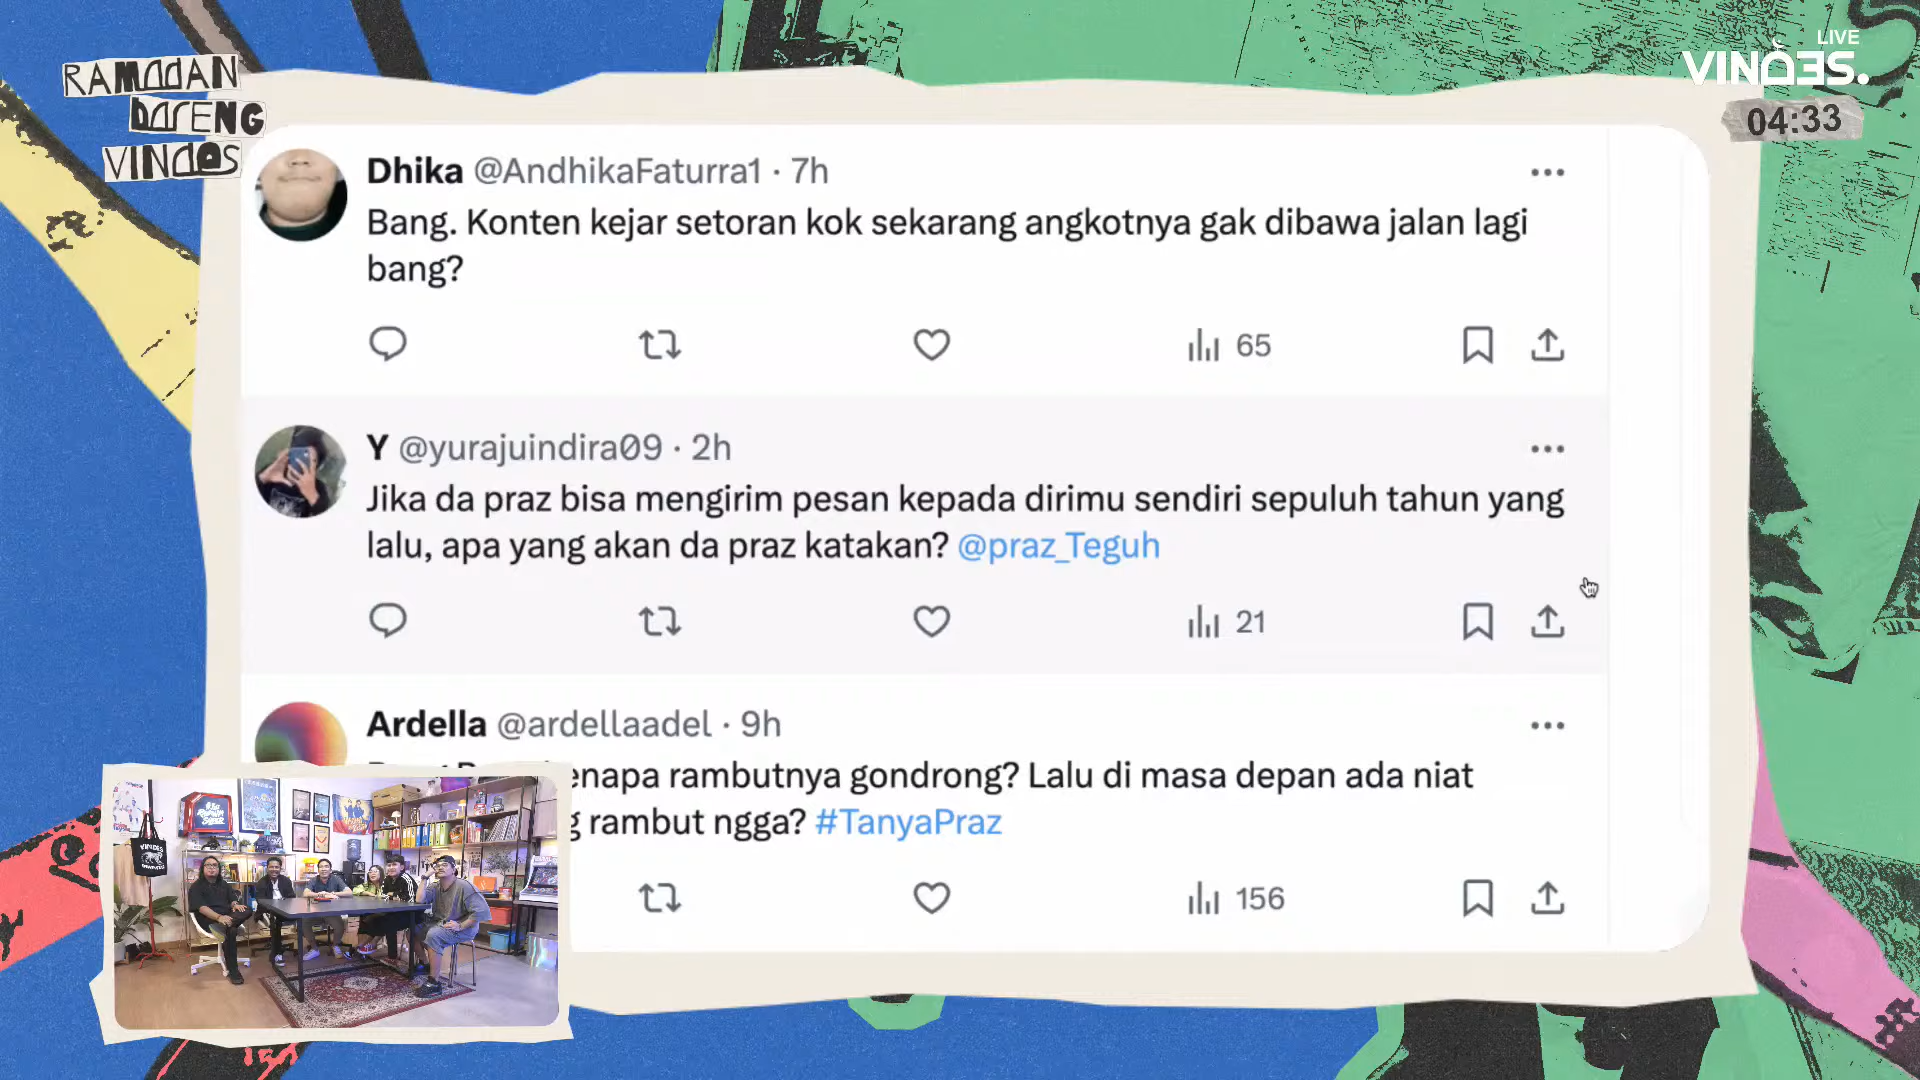 RAMADAN
BARENG
VINDES
LIVE
VINDES.
04:33
Dhika @AndhikaFaturra1 · 7h
Bang. Konten kejar setoran kok sekarang angkotnya gak dibawa jalan lagi
bang?
65
Y @yurajuindira09 · 2h
Jika da praz bisa mengirim pesan kepada dirimu sendiri sepuluh tahun yang
lalu, apa yang akan da praz katakan? @praz_Teguh
21
Ardella @ardellaadel · 9h
enapa rambutnya gondrong? Lalu di masa depan ada niat
g rambut ngga? #TanyaPraz
156
VINDES